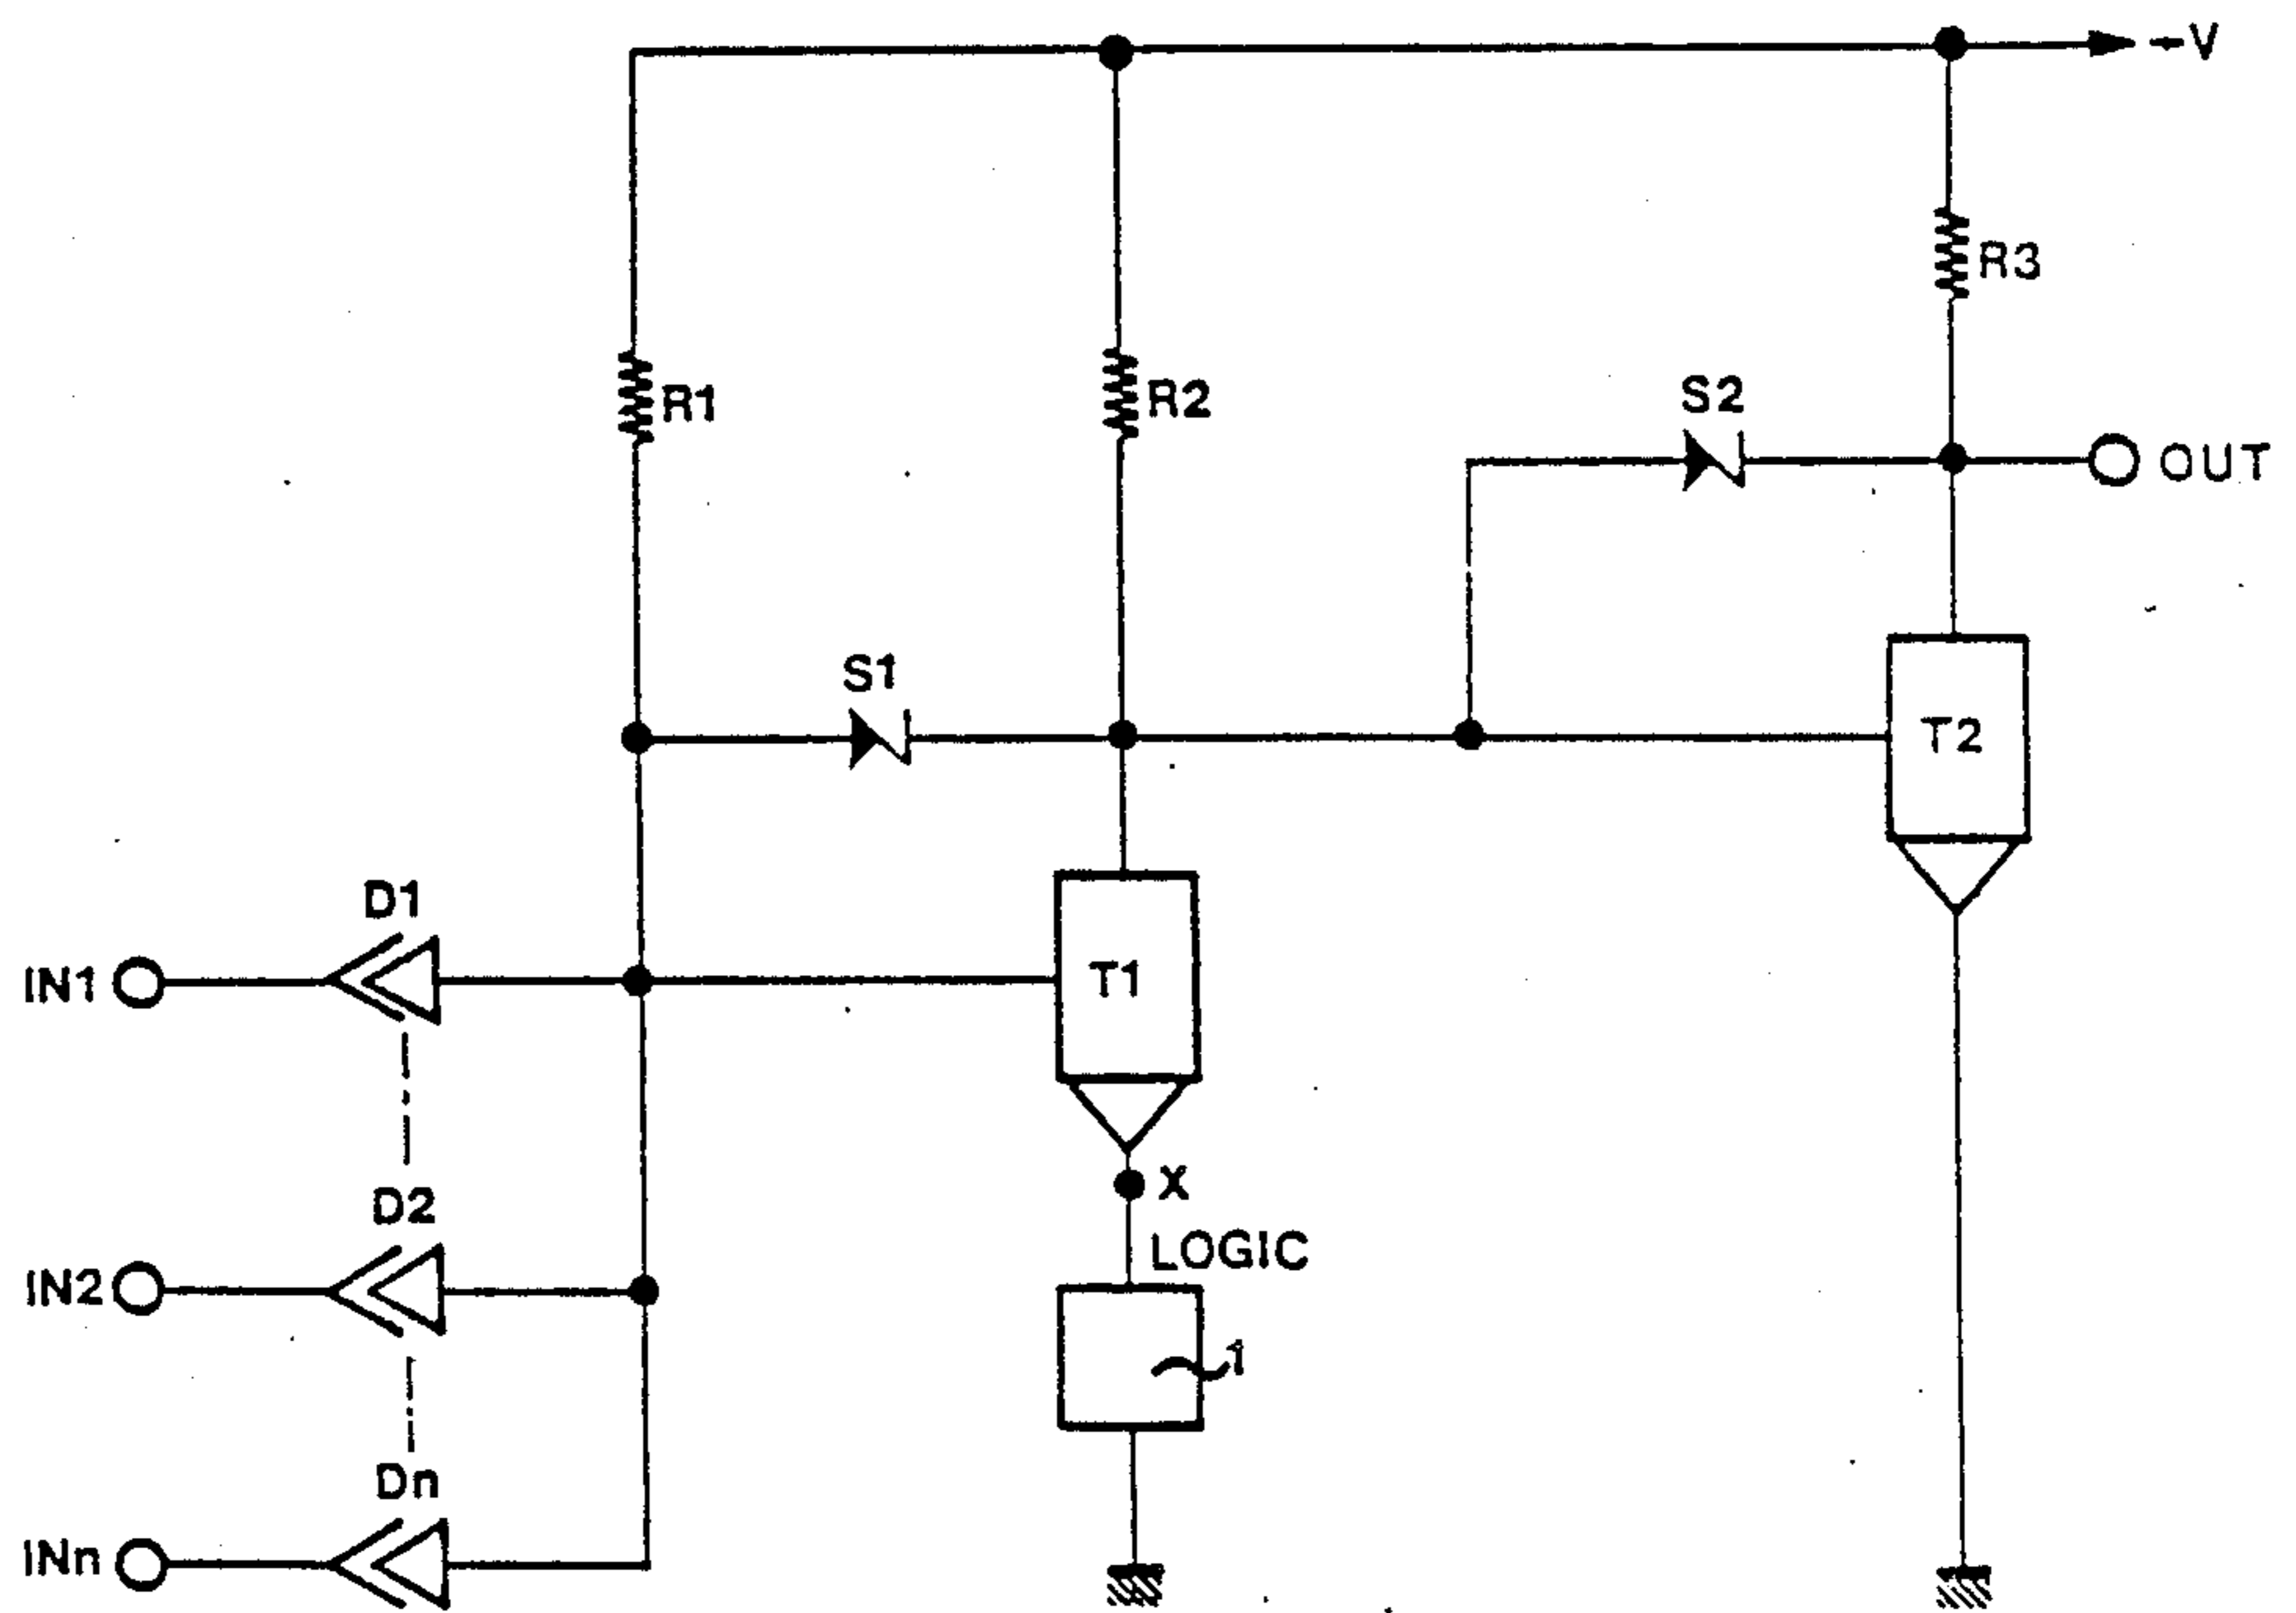 -V
R3
R1
R2
S2
OUT
S1
T2
D1
IN1
T1
X
D2
LOGIC
IN2
1
Dn
INn